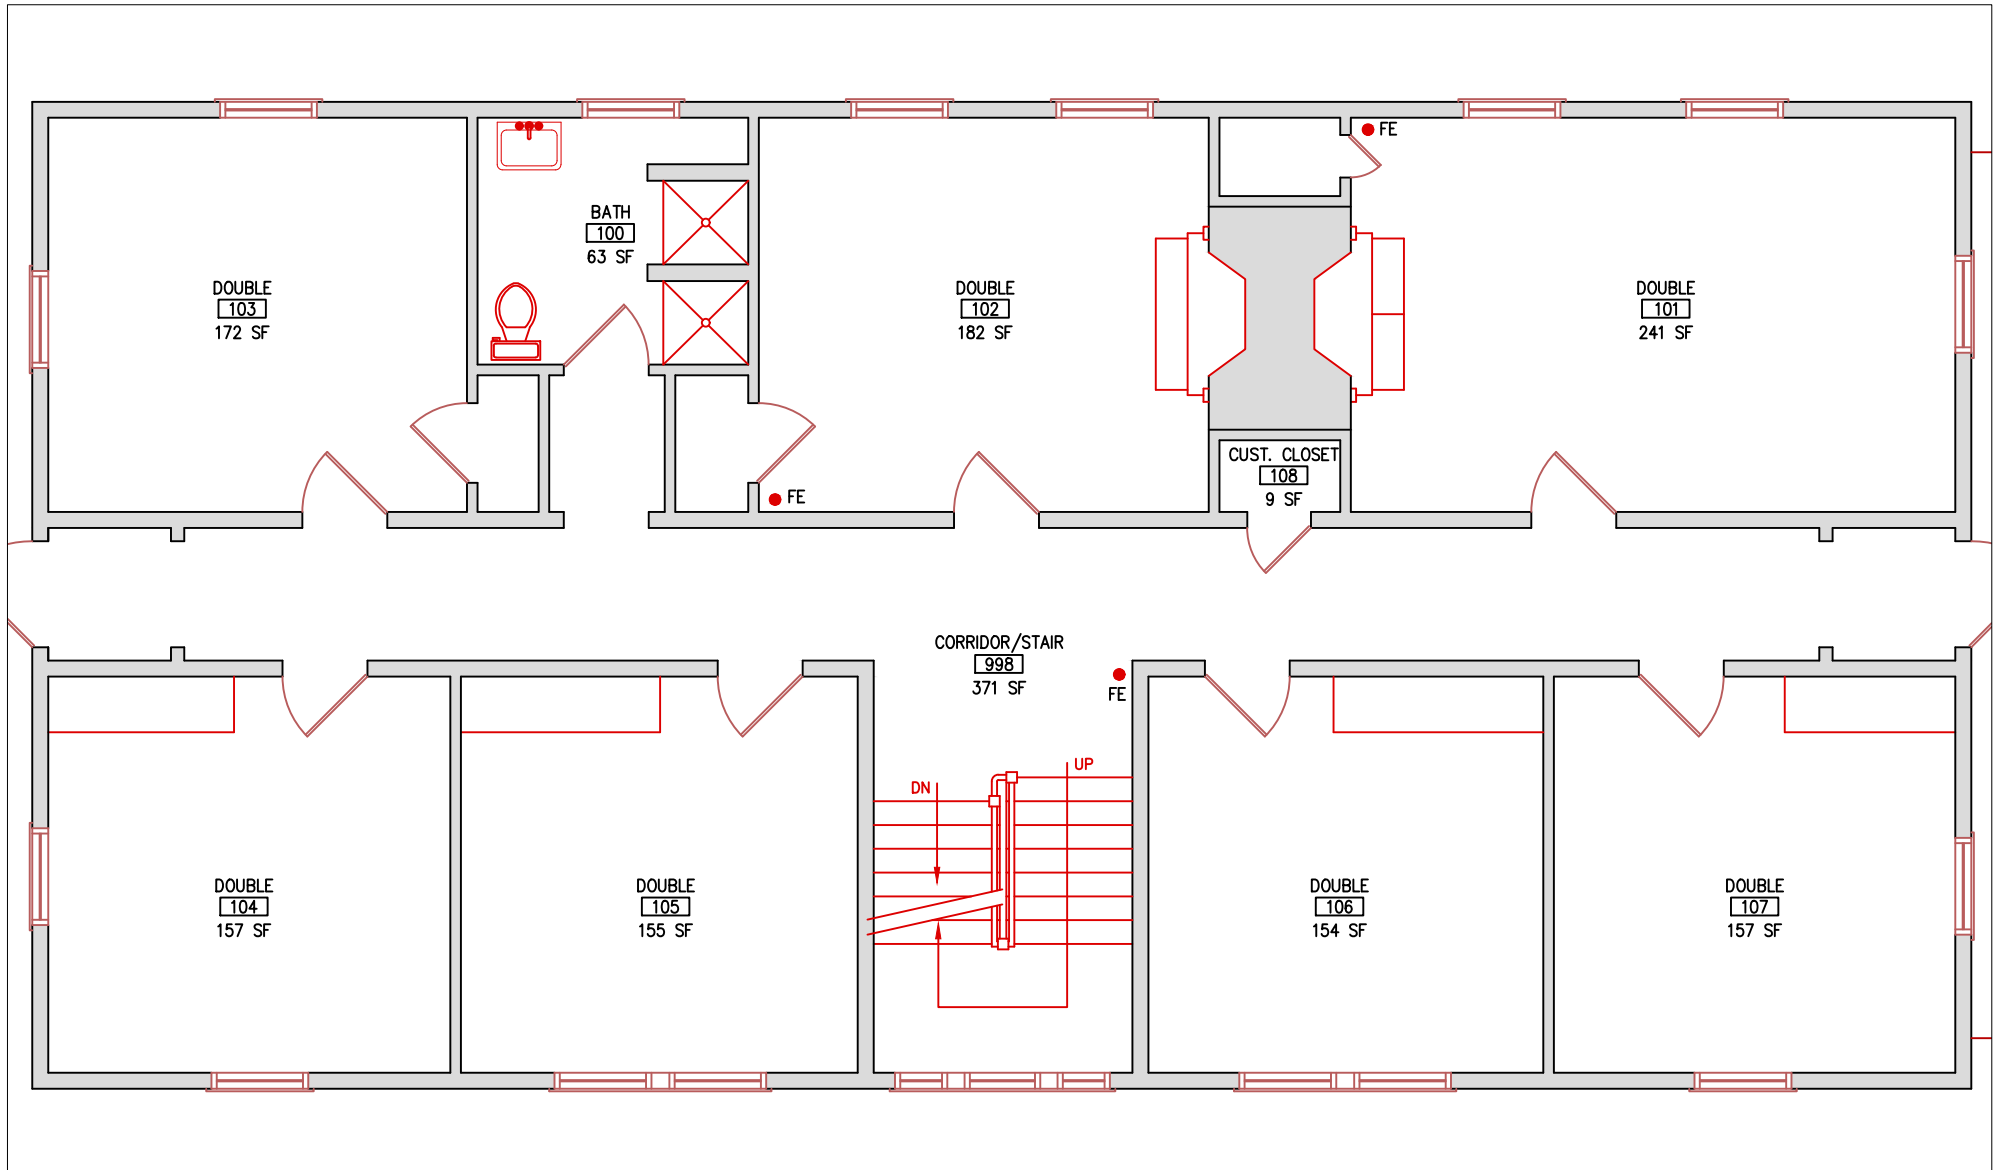 FE
BATH
100
63 SF
DOUBLE
103
172 SF
DOUBLE
102
182 SF
DOUBLE
101
241 SF
CUST. CLOSET
108
9 SF
FE
CORRIDOR/STAIR
998
371 SF
FE
UP
DN
DOUBLE
104
157 SF
DOUBLE
105
155 SF
DOUBLE
106
154 SF
DOUBLE
107
157 SF